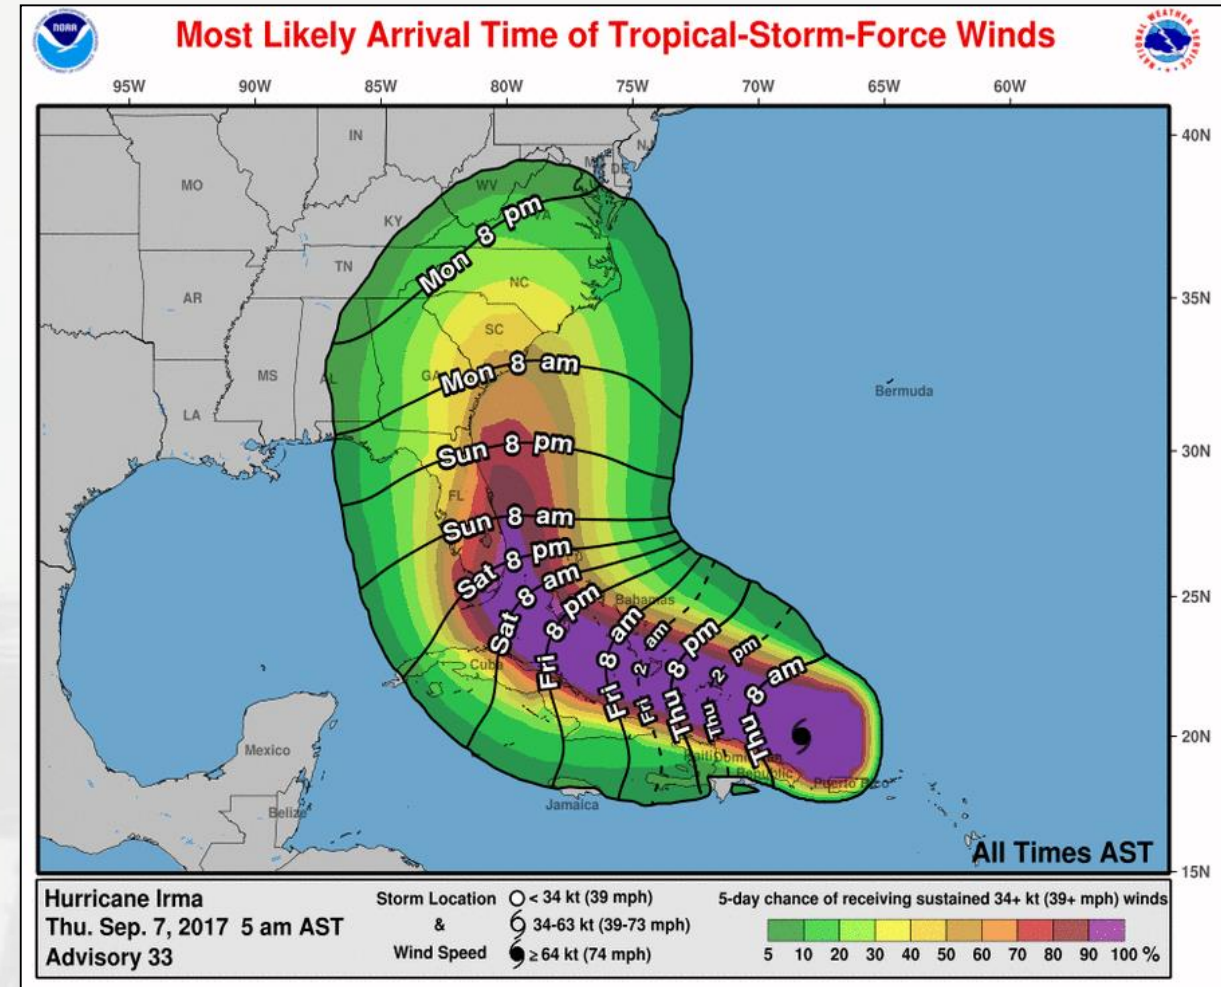 NOAA
Most Likely Arrival Time of Tropical-Storm-Force Winds
NATIONAL WEATHER SERVICE
95W 90W 85W 80W 75W 70W 65W 60W
40N
35N
30N
25N
20N
15N
IN
NJ
MO
WV
DE
KY
VA
Mon 8 pm
TN
NC
AR
SC
MS
AL
GA
Mon 8 am
Bermuda
LA
Sun 8 pm
FL
Sun 8 am
Sat 8 pm
Sat 8 am
Bahamas
Fri 8 pm
Fri 8 am
Fri 2 am
Thu 8 pm
Thu 2 pm
Thu 8 am
Cuba
Mexico
Haiti
Dominican
Republic
Puerto Rico
Jamaica
Belize
All Times AST
Hurricane Irma
Thu. Sep. 7, 2017 5 am AST
Advisory 33
Storm Location
&
Wind Speed
< 34 kt (39 mph)
34-63 kt (39-73 mph)
≥ 64 kt (74 mph)
5-day chance of receiving sustained 34+ kt (39+ mph) winds
5 10 20 30 40 50 60 70 80 90 100 %